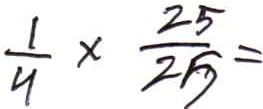 1/4 × 25/25 =